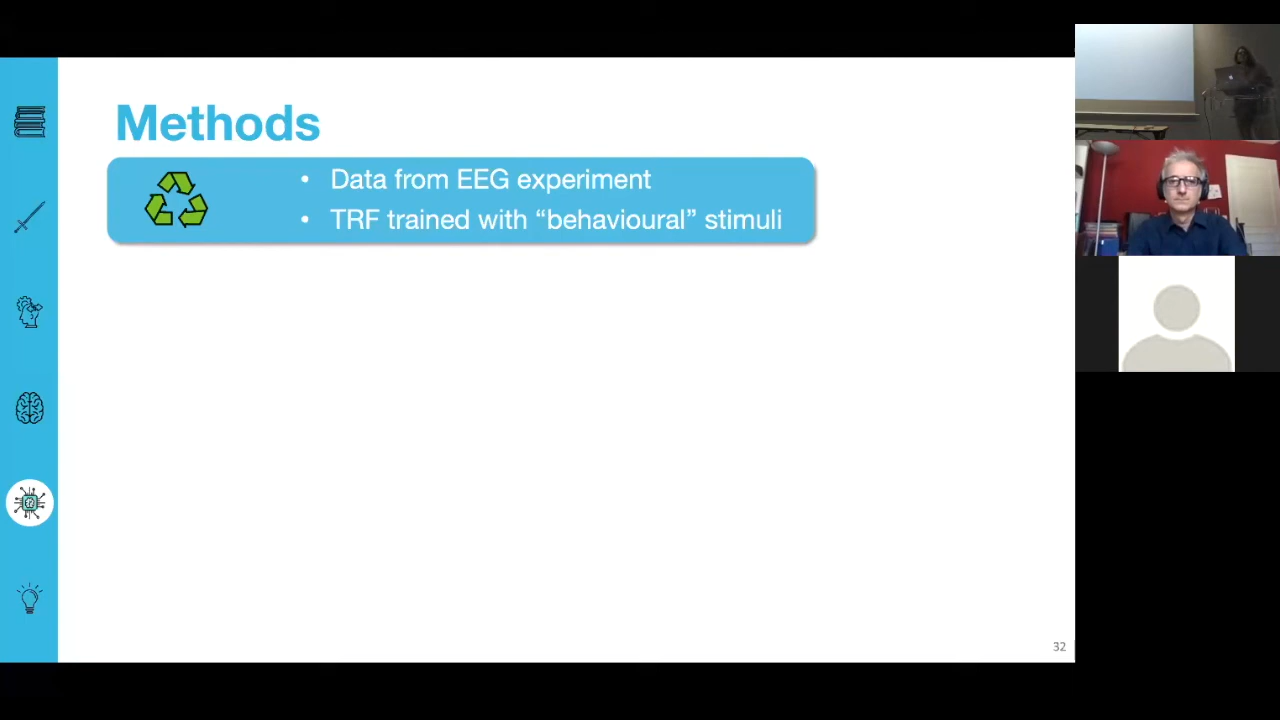 Methods
• Data from EEG experiment
• TRF trained with “behavioural” stimuli
32